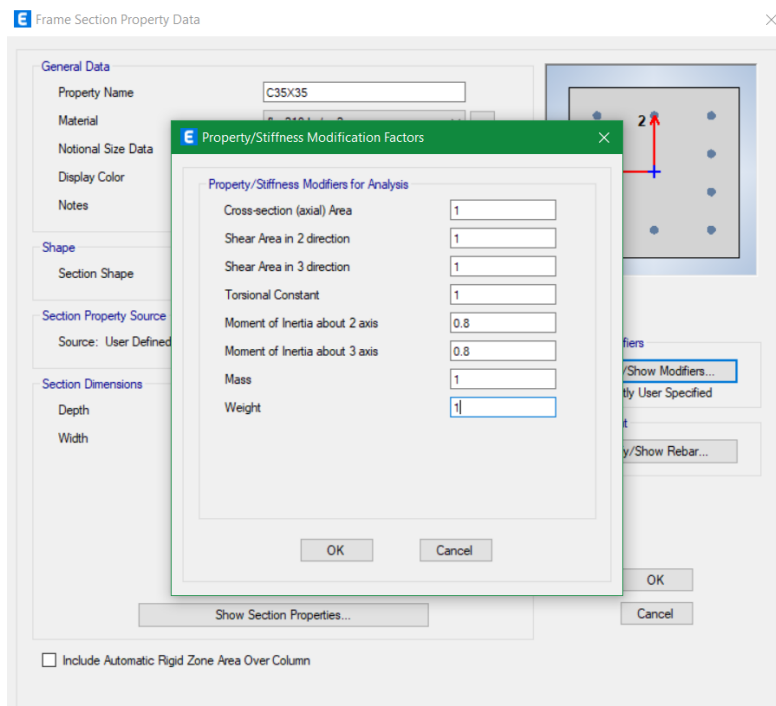 E Frame Section Property Data
General Data
Property Name C35X35
Material
Notional Size Data
Display Color
Notes
2
Shape
Section Shape
Section Property Source
Source: User Defined
Section Dimensions
Depth
Width
E Property/Stiffness Modification Factors
Property/Stiffness Modifiers for Analysis
Cross-section (axial) Area 1
Shear Area in 2 direction 1
Shear Area in 3 direction 1
Torsional Constant 1
Moment of Inertia about 2 axis 0.8
Moment of Inertia about 3 axis 0.8
Mass 1
Weight 1
OK Cancel
fiers
/Show Modifiers...
tly User Specified
y/Show Rebar...
OK
Cancel
Show Section Properties...
Include Automatic Rigid Zone Area Over Column